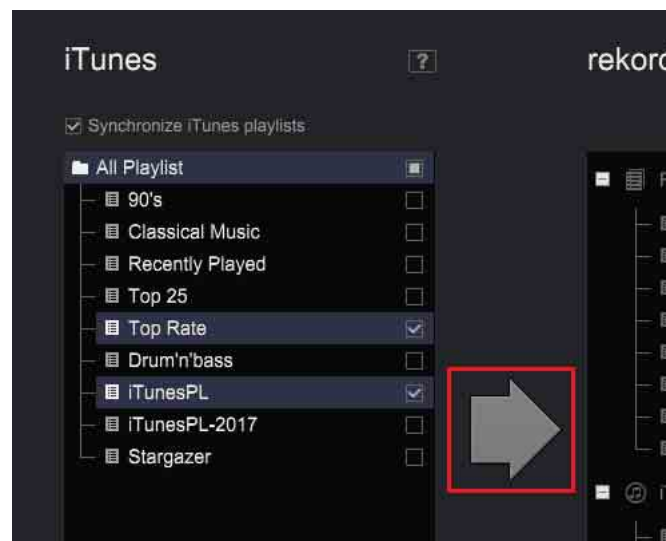 iTunes
?
Synchronize iTunes playlists
All Playlist
90's
Classical Music
Recently Played
Top 25
Top Rate
Drum'n'bass
iTunesPL
iTunesPL-2017
Stargazer